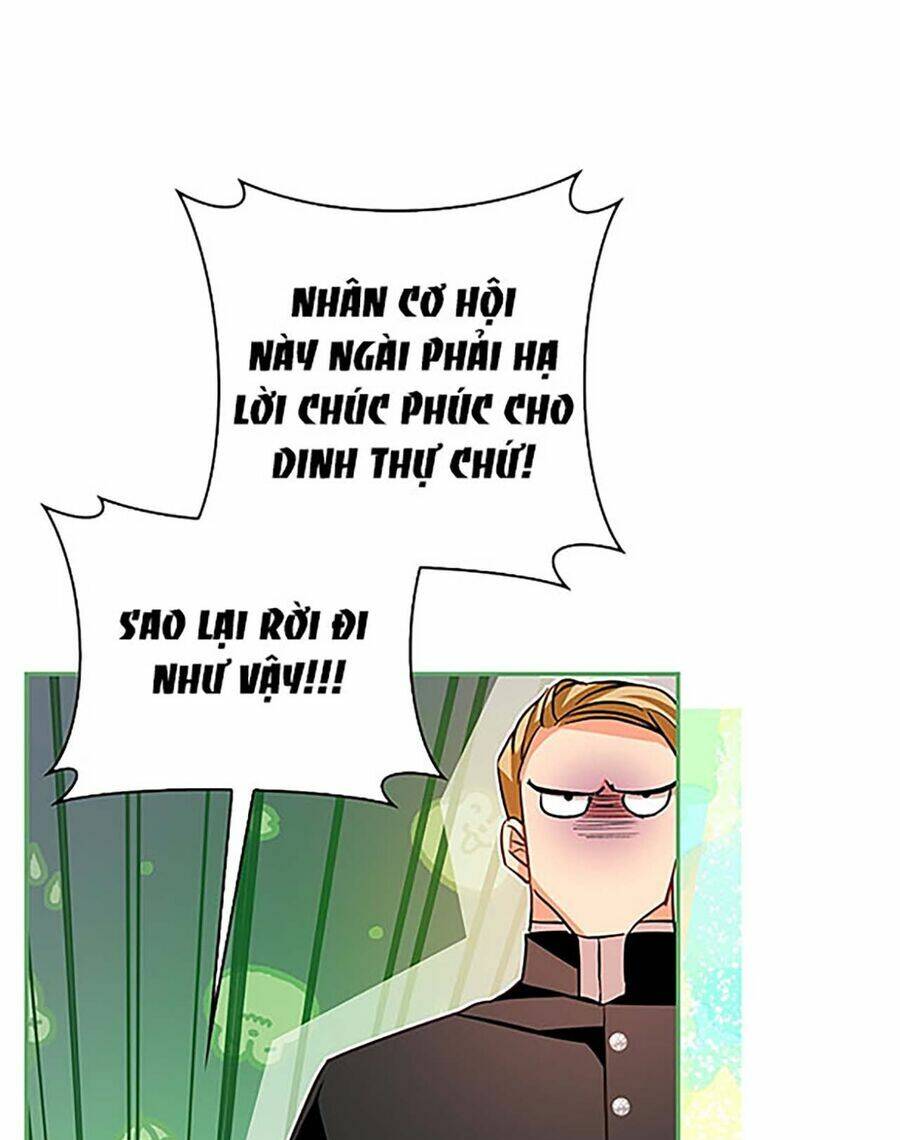 NHÂN CƠ HỘI
NÀY NGÀI PHẢI HẠ
LỜI CHÚC PHÚC CHO
DINH THỰ CHỨ!
SAO LẠI RỜI ĐI
NHƯ VẬY!!!